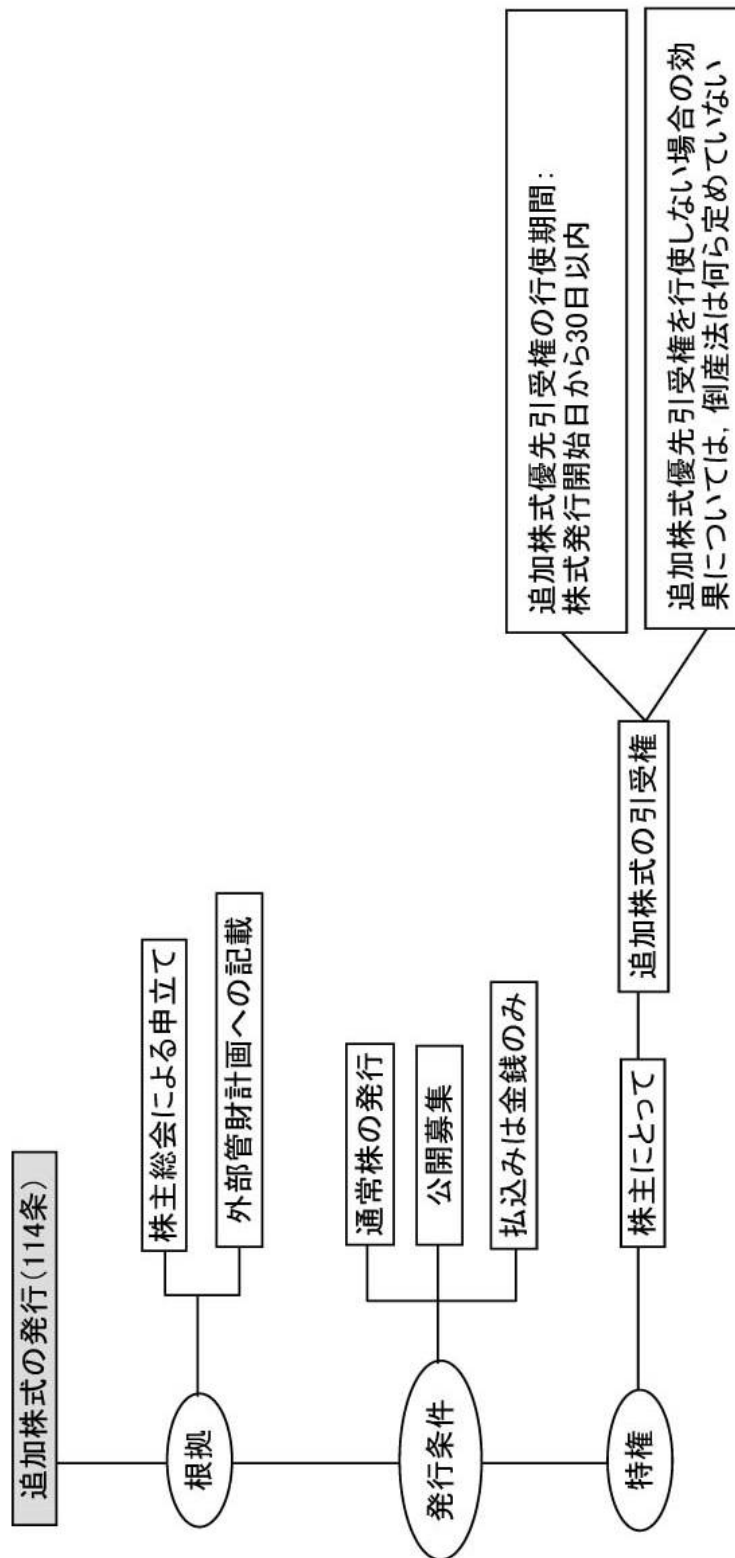 追加株式の発行(114条)
根拠
株主総会による申立て
外部管財計画への記載
発行条件
通常株の発行
公開募集
払込みは金銭のみ
特権
株主にとって
追加株式の引受権
追加株式優先引受権の行使期間:
株式発行開始日から30日以内
追加株式優先引受権を行使しない場合の効
果については, 倒産法は何ら定めていない